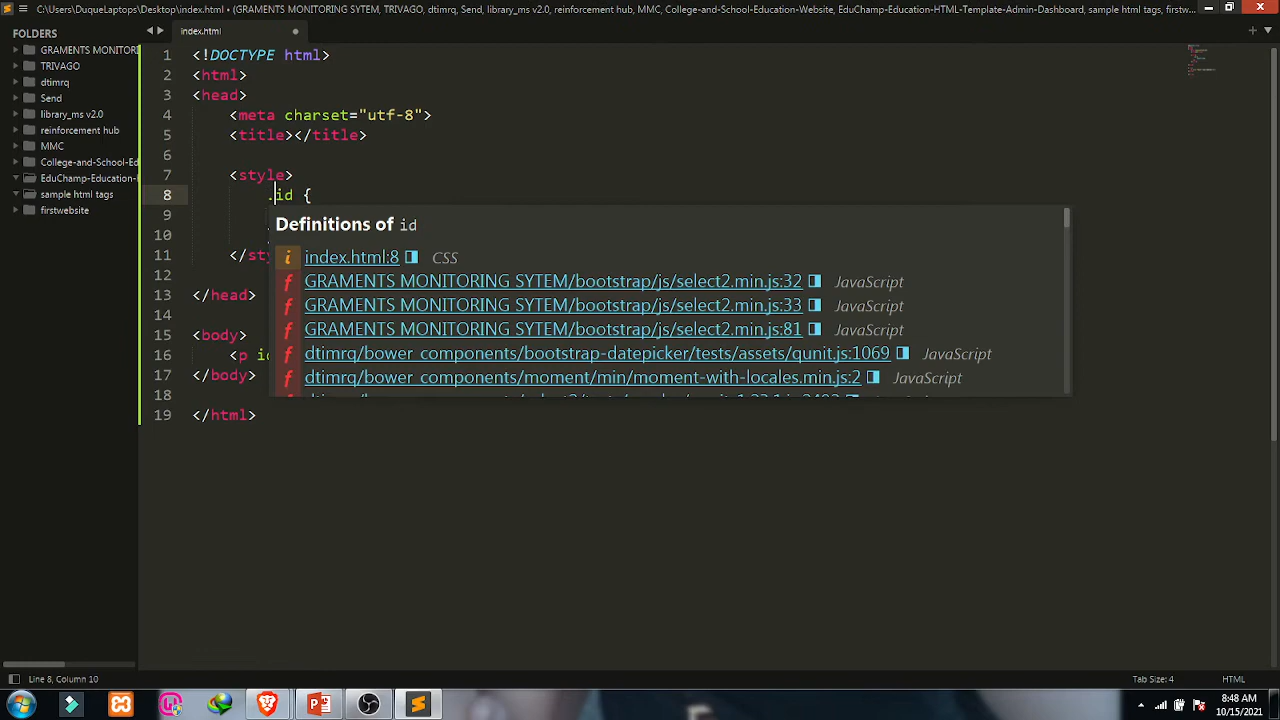 C:\Users\DuqueLaptops\Desktop\index.html • (GRAMENTS MONITORING SYTEM, TRIVAGO, dtimrq, Send, library_ms v2.0, reinforcement hub, MMC, College-and-School-Education-Website, EduChamp-Education-HTML-Template-Admin-Dashboard, sample html tags, firstw...
FOLDERS
GRAMENTS MONITOR
TRIVAGO
dtimrq
Send
library_ms v2.0
reinforcement hub
MMC
College-and-School-Ed
EduChamp-Education-
sample html tags
firstwebsite
index.html
1 <!DOCTYPE html>
2 <html>
3 <head>
4 <meta charset="utf-8">
5 <title></title>
6
7 <style>
8 .id {
9
10
11 </sty
12
13 </head>
14
15 <body>
16 <p id
17 </body>
18
19 </html>
Definitions of id
index.html:8 CSS
GRAMENTS MONITORING SYTEM/bootstrap/js/select2.min.js:32 JavaScript
GRAMENTS MONITORING SYTEM/bootstrap/js/select2.min.js:33 JavaScript
GRAMENTS MONITORING SYTEM/bootstrap/js/select2.min.js:81 JavaScript
dtimrq/bower_components/bootstrap-datepicker/tests/assets/qunit.js:1069 JavaScript
dtimrq/bower_components/moment/min/moment-with-locales.min.js:2 JavaScript
Line 8, Column 10
Tab Size: 4
HTML
8:48 AM
10/15/2021